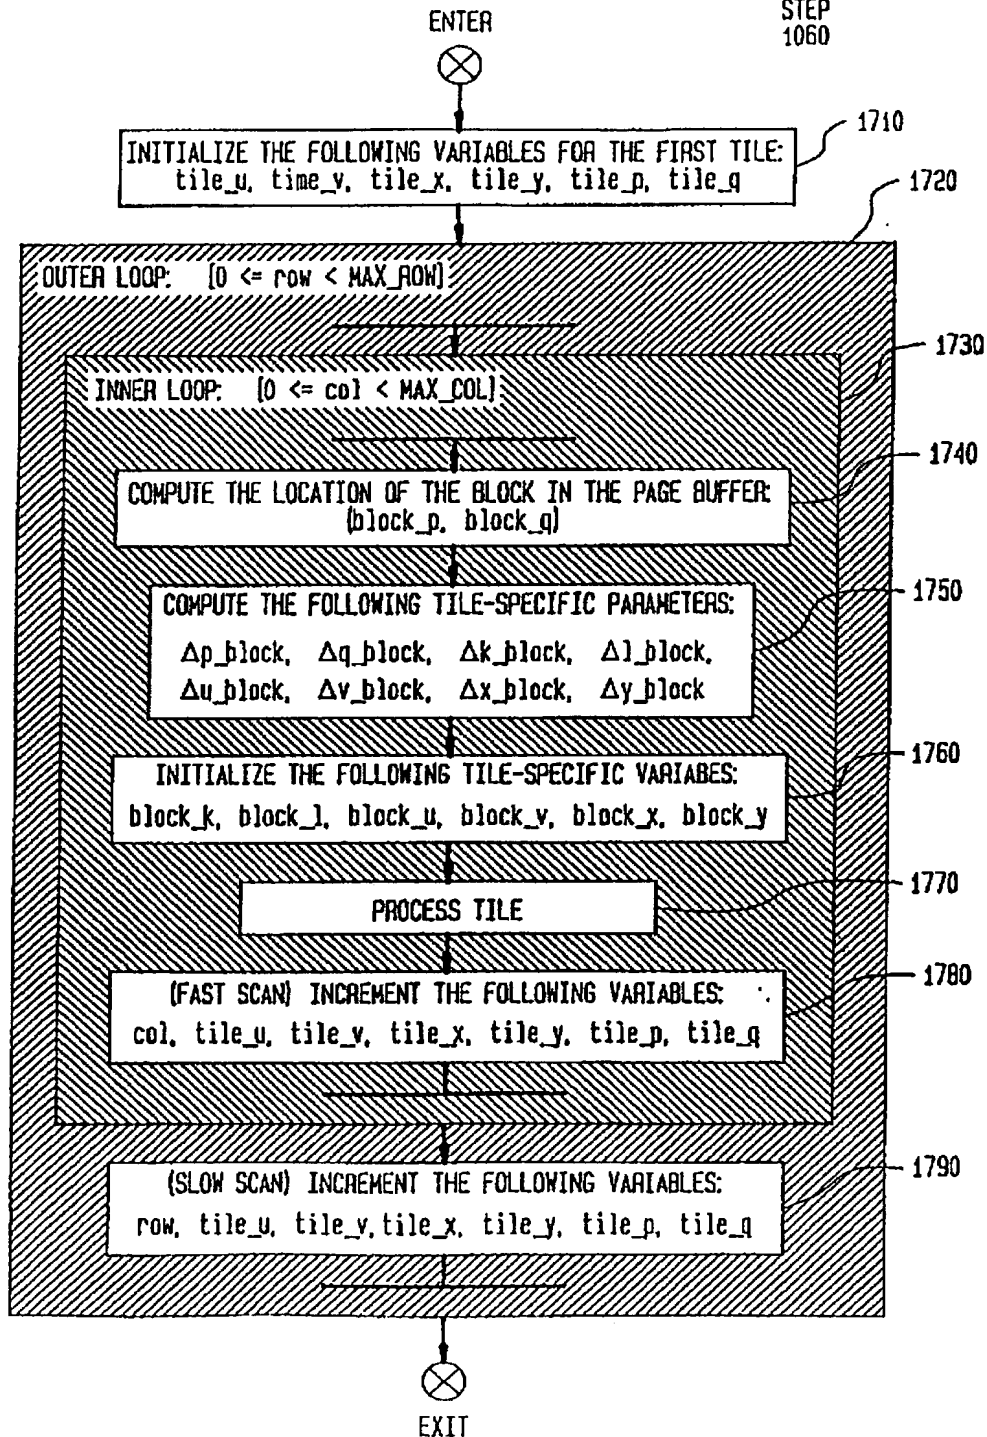 STEP
1060
ENTER
1710
INITIALIZE THE FOLLOWING VARIABLES FOR THE FIRST TILE:
tile_u, time_v, tile_x, tile_y, tile_p, tile_q
1720
OUTER LOOP: [0 <= row < MAX_ROW]
1730
INNER LOOP: [0 <= col < MAX_COL]
1740
COMPUTE THE LOCATION OF THE BLOCK IN THE PAGE BUFFER:
(block_p, block_q)
1750
COMPUTE THE FOLLOWING TILE-SPECIFIC PARAMETERS:
Δp_block, Δq_block, Δk_block, Δl_block,
Δu_block, Δv_block, Δx_block, Δy_block
1760
INITIALIZE THE FOLLOWING TILE-SPECIFIC VARIABES:
block_k, block_l, block_u, block_v, block_x, block_y
1770
PROCESS TILE
1780
(FAST SCAN) INCREMENT THE FOLLOWING VARIABLES:
col, tile_u, tile_v, tile_x, tile_y, tile_p, tile_q
1790
(SLOW SCAN) INCREMENT THE FOLLOWING VARIABLES:
row, tile_u, tile_v, tile_x, tile_y, tile_p, tile_q
EXIT